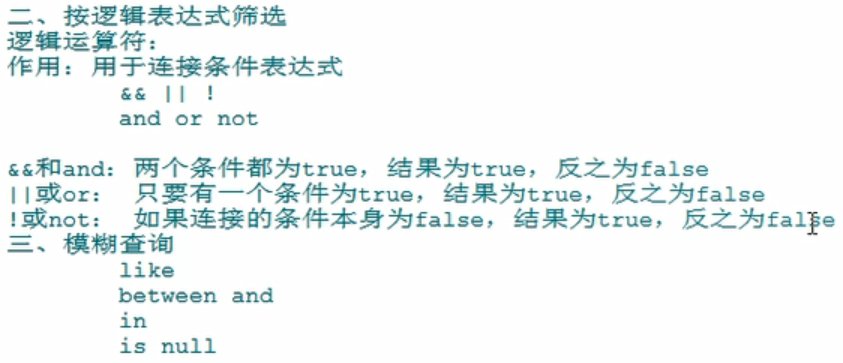 二、按逻辑表达式筛选
逻辑运算符：
作用：用于连接条件表达式
&& || !
and or not
&&和and：两个条件都为true，结果为true，反之为false
||或or： 只要有一个条件为true，结果为true，反之为false
!或not： 如果连接的条件本身为false，结果为true，反之为false
三、模糊查询
like
between and
in
is null